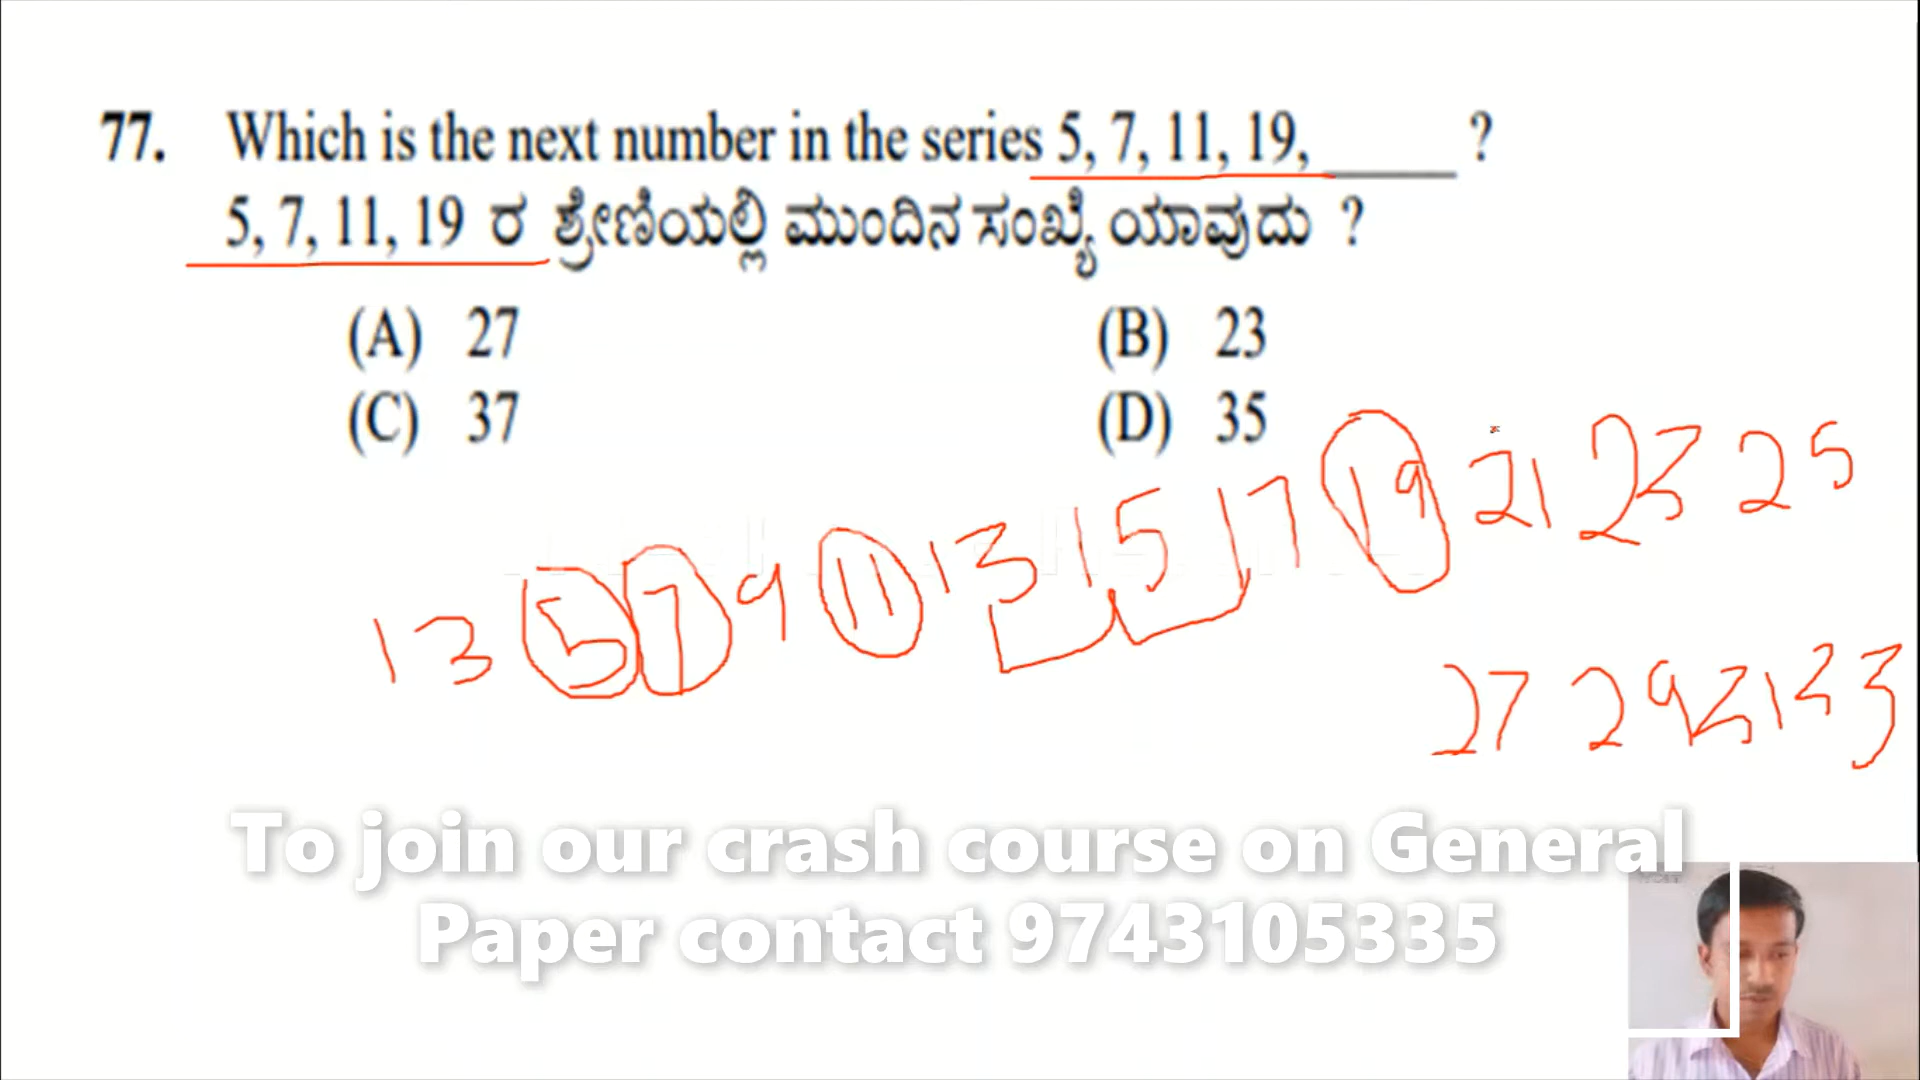 77. Which is the next number in the series 5, 7, 11, 19, _____ ?
5, 7, 11, 19 ರ ಶ್ರೇಣಿಯಲ್ಲಿ ಮುಂದಿನ ಸಂಖ್ಯೆ ಯಾವುದು ?
(A) 27 (B) 23
(C) 37 (D) 35
1 3 5 7 9 11 13 15 17 19 21 23 25
27 29 31 33
To join our crash course on General
Paper contact 9743105335